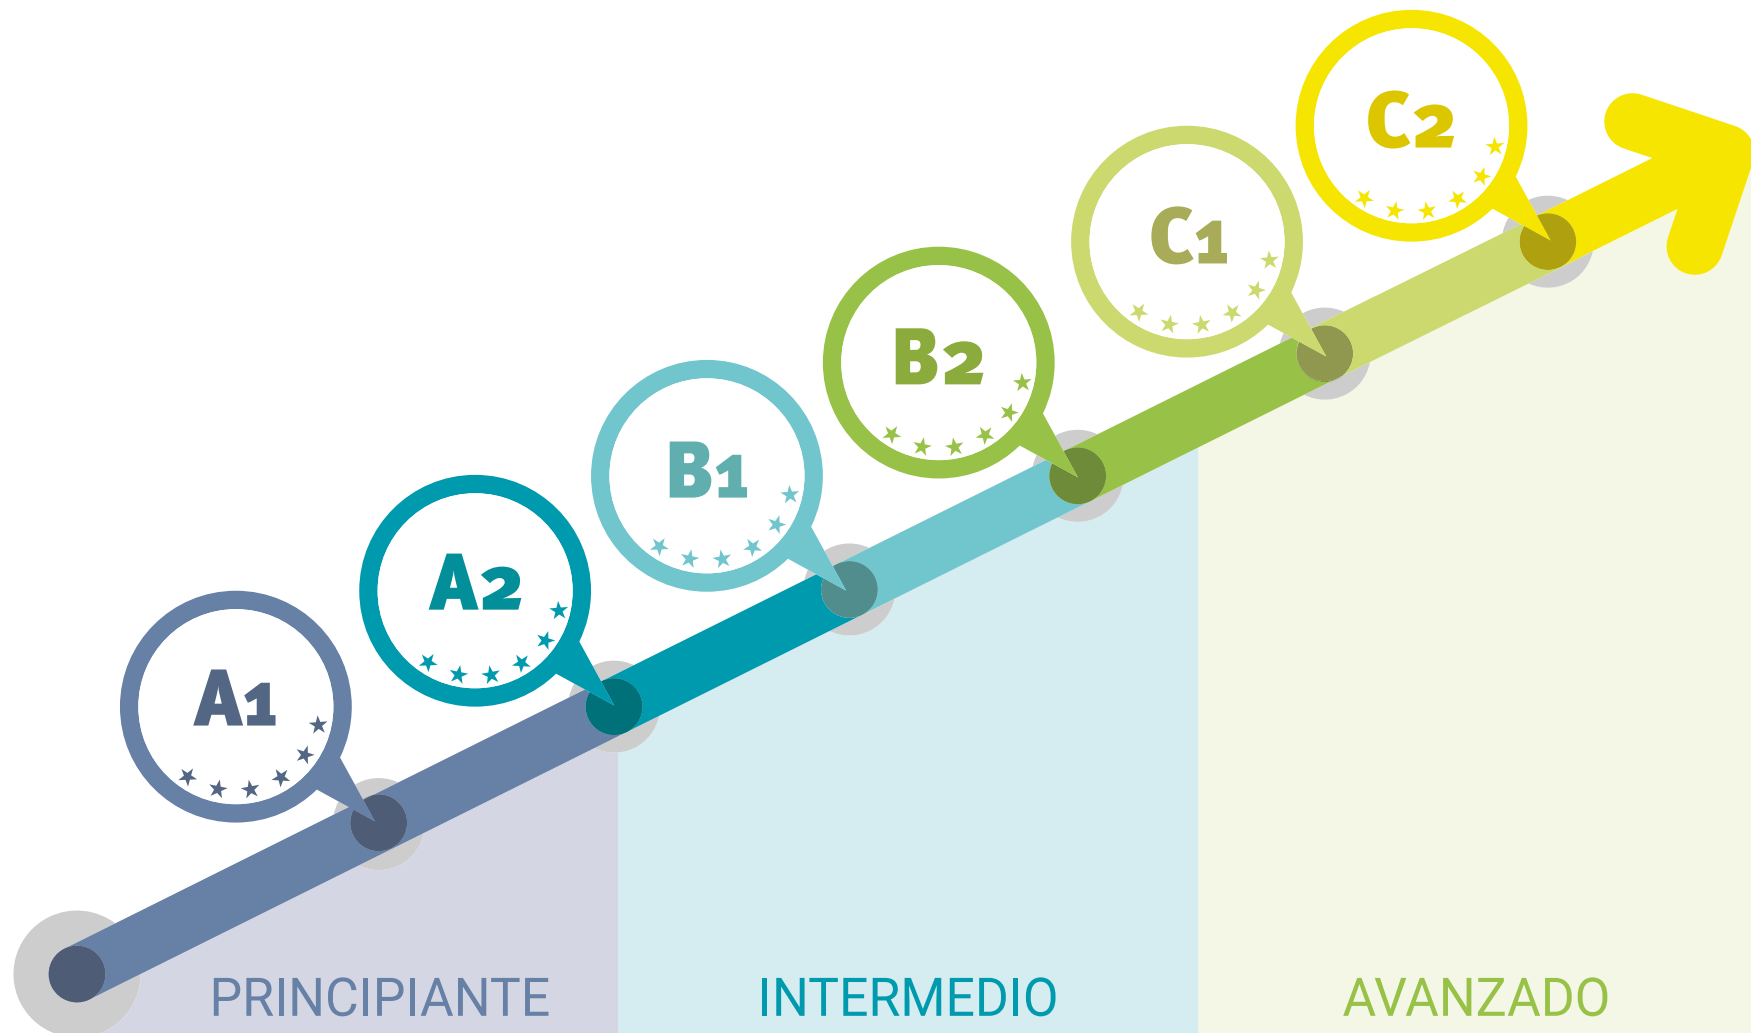 A1
A2
B1
B2
C1
C2
PRINCIPIANTE
INTERMEDIO
AVANZADO